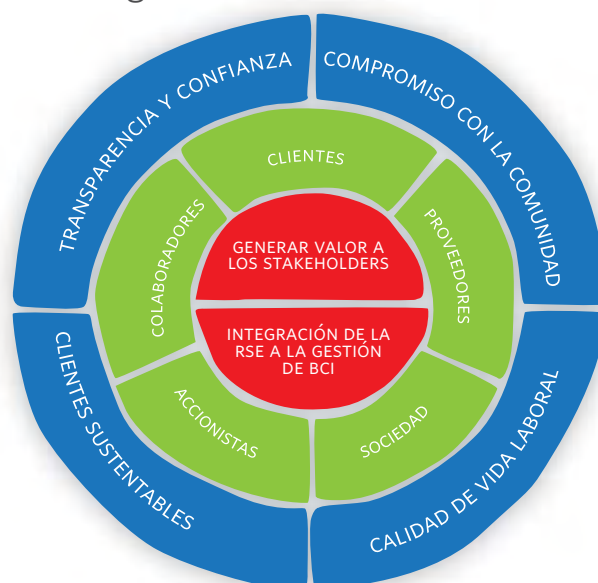 TRANSPARENCIA Y CONFIANZA
COMPROMISO CON LA COMUNIDAD
CLIENTES
COLABORADORES
PROVEEDORES
GENERAR VALOR A
LOS STAKEHOLDERS
INTEGRACIÓN DE LA
RSE A LA GESTIÓN
DE BCI
ACCIONISTAS
SOCIEDAD
CLIENTES SUSTENTABLES
CALIDAD DE VIDA LABORAL